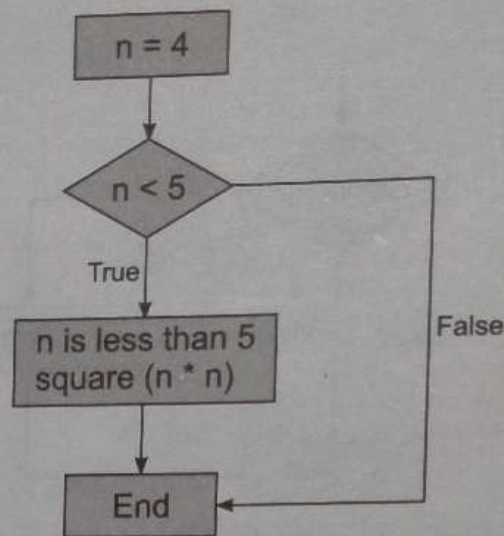 n = 4
n < 5
True
False
n is less than 5
square (n * n)
End